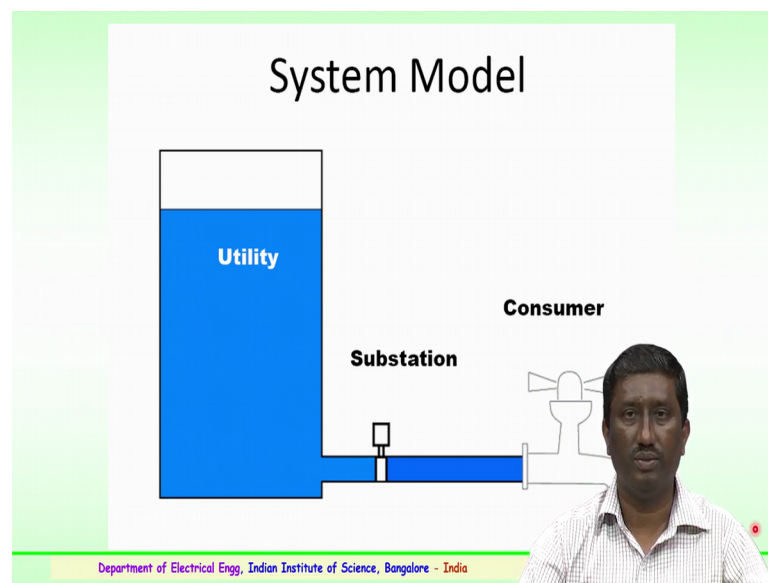 System Model
Utility
Consumer
Substation
Department of Electrical Engg, Indian Institute of Science, Bangalore - India